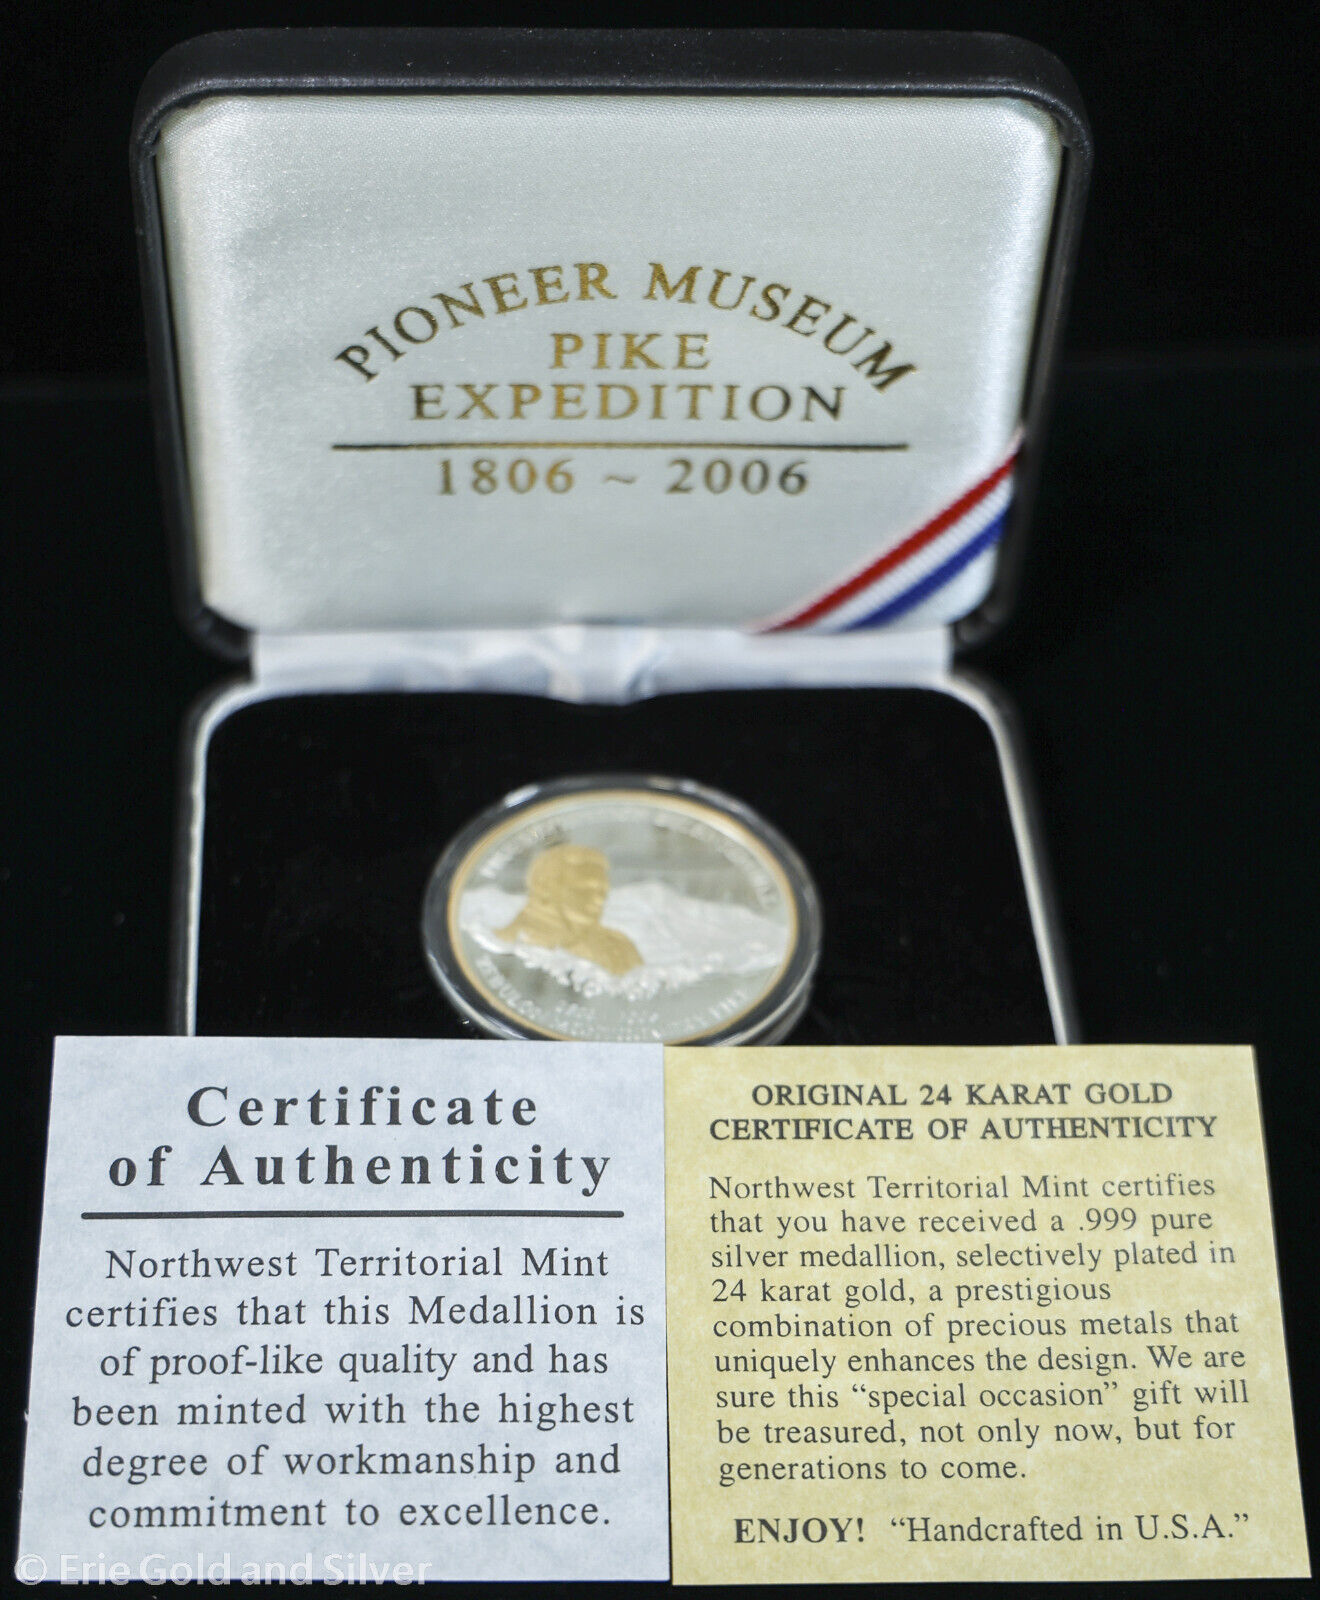 PIONEER MUSEUM
PIKE
EXPEDITION
1806 ~ 2006
Certificate
of Authenticity
Northwest Territorial Mint
certifies that this Medallion is
of proof-like quality and has
been minted with the highest
degree of workmanship and
commitment to excellence.
ORIGINAL 24 KARAT GOLD
CERTIFICATE OF AUTHENTICITY
Northwest Territorial Mint certifies
that you have received a .999 pure
silver medallion, selectively plated in
24 karat gold, a prestigious
combination of precious metals that
uniquely enhances the design. We are
sure this “special occasion” gift will
be treasured, not only now, but for
generations to come.
ENJOY! “Handcrafted in U.S.A.”
© Erie Gold and Silver